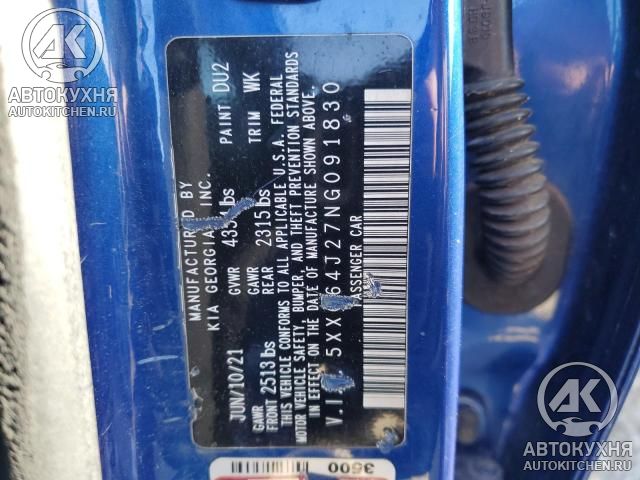 MANUFACTURED BY
KIA GEORGIA INC.
PAINT DU2
JUN/10/21
GVWR lbs
TRIM WK
GAWR FRONT 2513 lbs
GAWR REAR 2315 lbs
THIS VEHICLE CONFORMS TO ALL APPLICABLE U.S.A. FEDERAL
MOTOR VEHICLE SAFETY, BUMPER, AND THEFT PREVENTION STANDARDS
IN EFFECT ON THE DATE OF MANUFACTURE SHOWN ABOVE.
V.I 5XX 64J27NG091830
PASSENGER CAR
3500
АВТОКУХНЯ
AUTOKITCHEN.RU
АВТОКУХНЯ
AUTOKITCHEN.RU